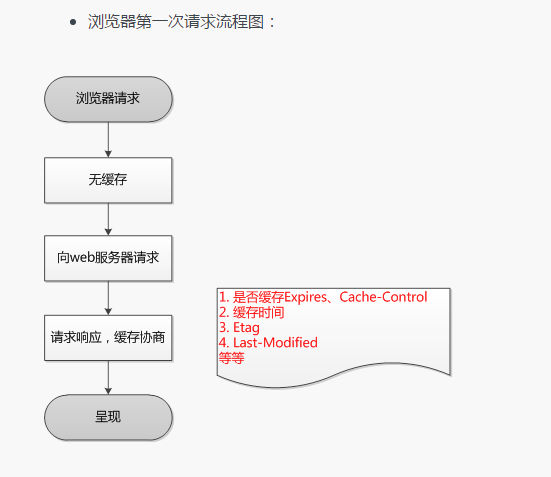 浏览器第一次请求流程图：
浏览器请求
无缓存
向web服务器请求
请求响应，缓存协商
呈现
1. 是否缓存Expires、Cache-Control
2. 缓存时间
3. Etag
4. Last-Modified
等等